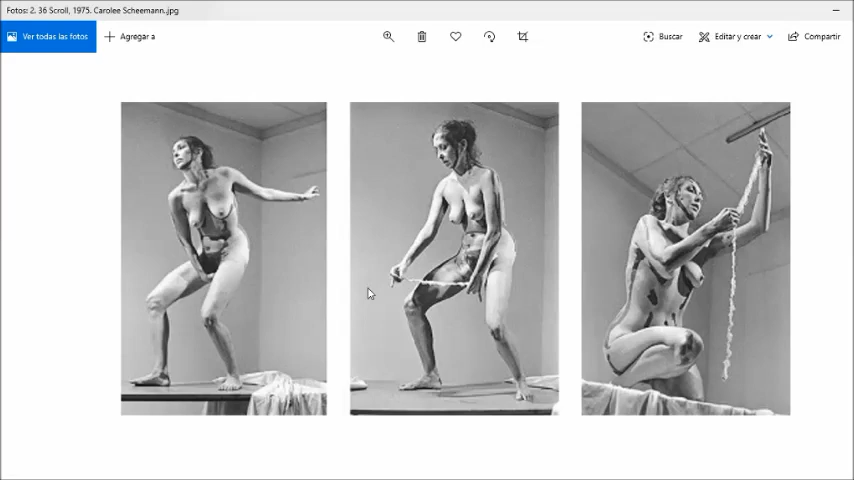 Fotos: 2. 36 Scroll, 1975. Carolee Scheemann..jpg
Ver todas las fotos
Agregar a
Buscar
Editar y crear
Compartir